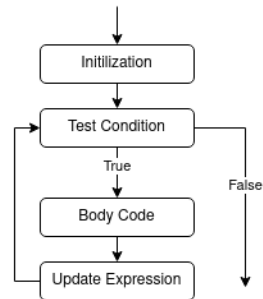 Initilization
Test Condition
True
False
Body Code
Update Expression